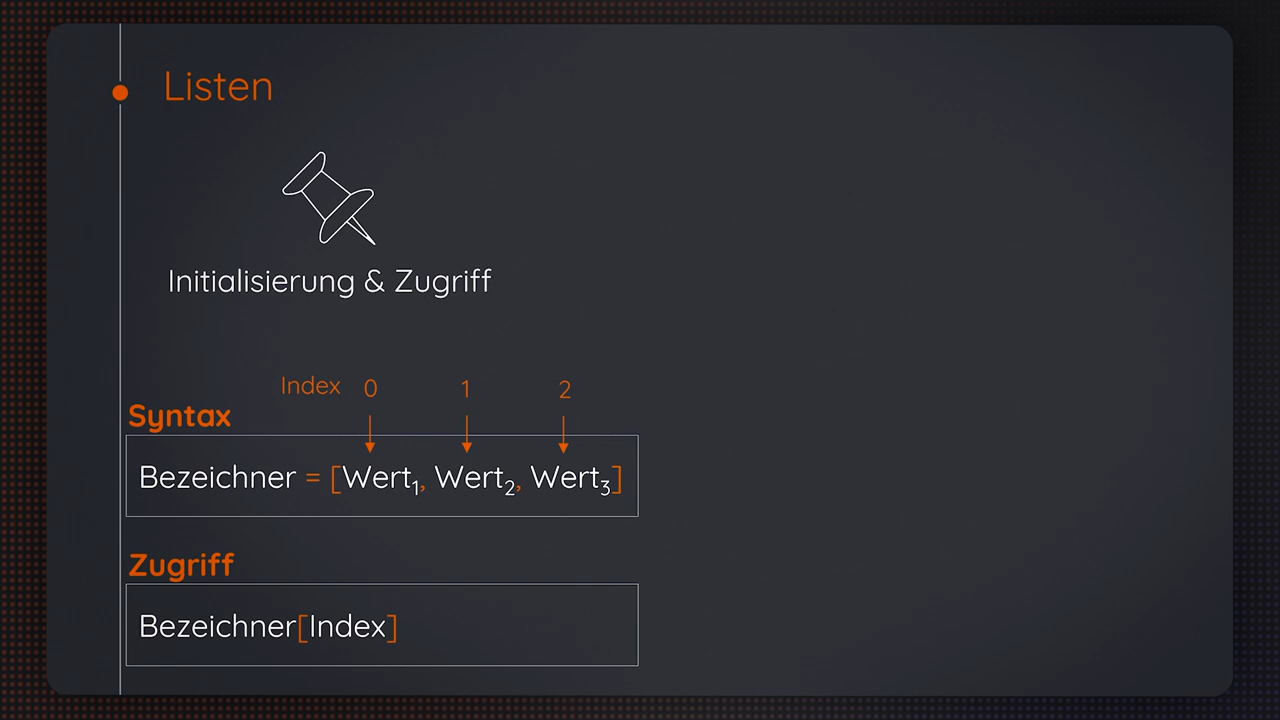 Listen
Initialisierung & Zugriff
Index 0 1 2
Syntax
Bezeichner = [Wert₁, Wert₂, Wert₃]
Zugriff
Bezeichner[Index]